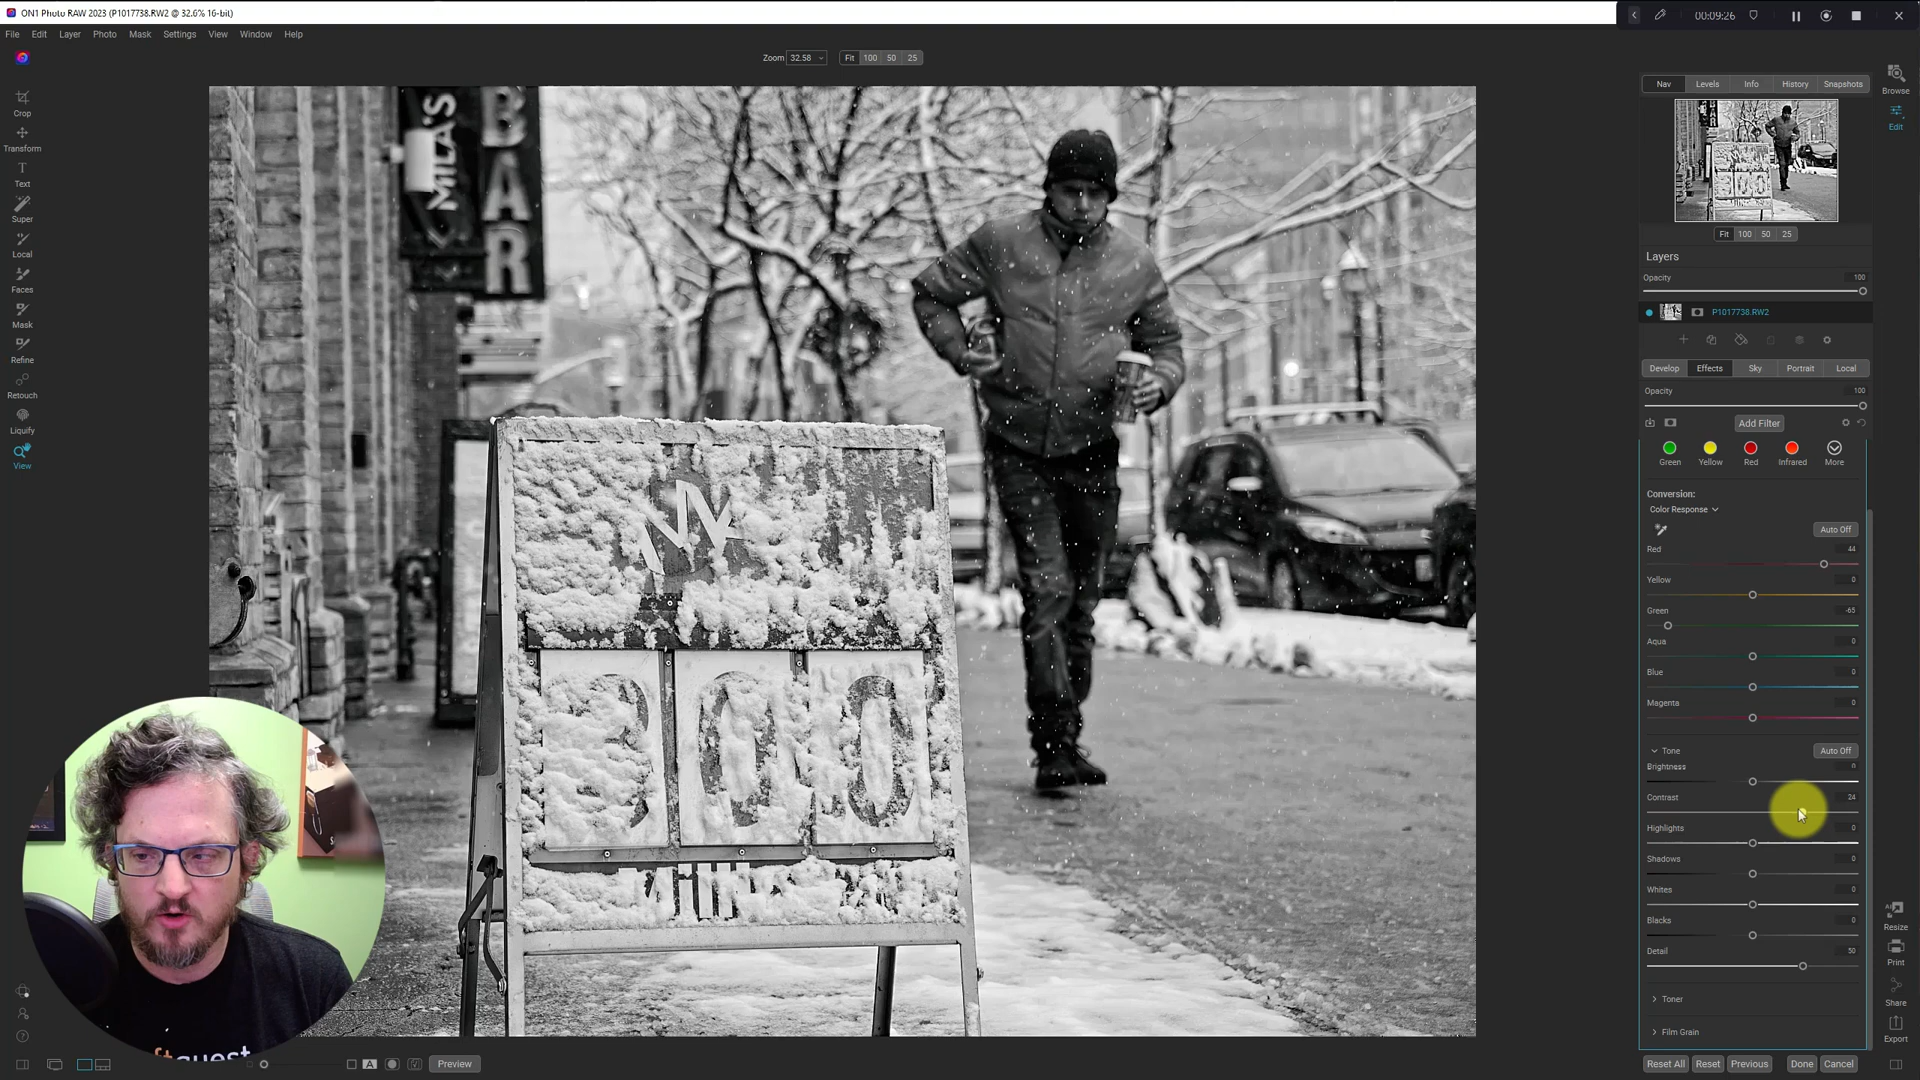 ON1 Photo RAW 2023 (P1017738.RW2 @ 32.6% 16-bit)
00:09:26
File Edit Layer Photo Mask Settings View Window Help
Zoom 32.58 Fit 100 50 25
Crop
Transform
Text
Super
Local
Faces
Mask
Refine
Retouch
Liquify
View
MILA'S
BAR
300
Nav Levels Info History Snapshots
Browse
Edit
Fit 100 50 25
Layers
Opacity 100
P1017738.RW2
Develop Effects Sky Portrait Local
Opacity 100
Add Filter
Green Yellow Red Infrared More
Conversion:
Color Response
Auto Off
Red 44
Yellow 0
Green -65
Aqua 0
Blue 0
Magenta 0
Tone Auto Off
Brightness 0
Contrast 24
Highlights 0
Shadows 0
Whites 0
Blacks 0
Detail 50
Toner
Film Grain
Resize
Print
Share
Export
A
Preview
Reset All Reset Previous Done Cancel